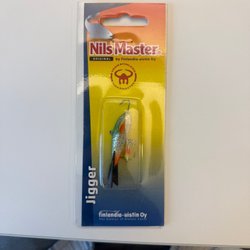 Nils Master
ORIGINAL by Finlandia-uistin Oy
Jigger
finlandia-uistin Oy